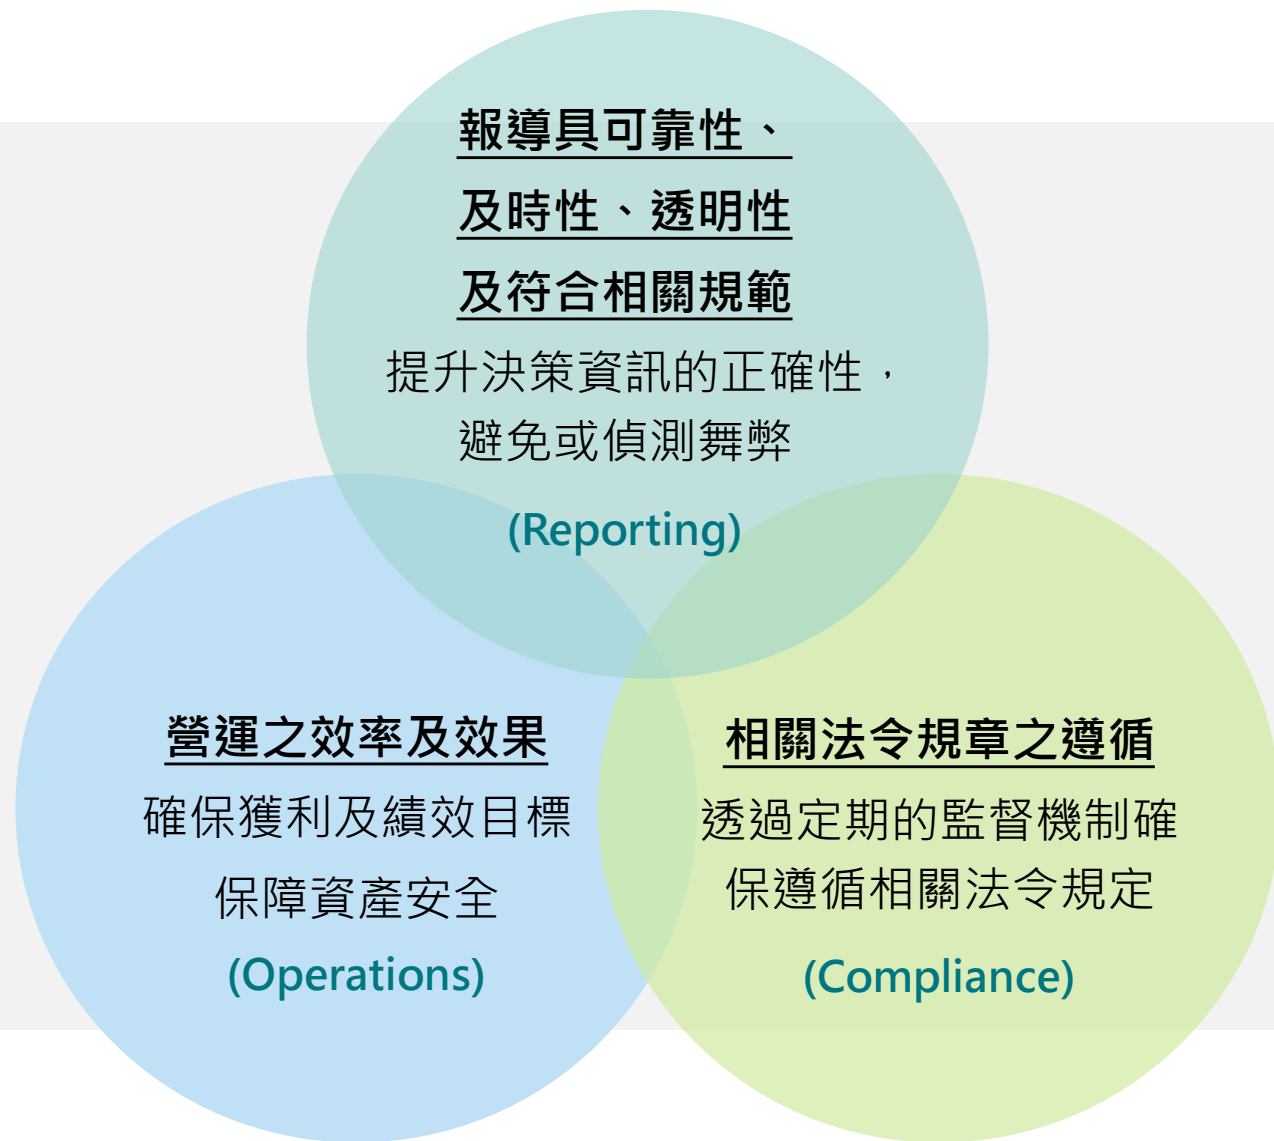 報導具可靠性、
及時性、透明性
及符合相關規範
提升決策資訊的正確性，
避免或偵測舞弊
(Reporting)
營運之效率及效果
確保獲利及績效目標
保障資產安全
(Operations)
相關法令規章之遵循
透過定期的監督機制確
保遵循相關法令規定
(Compliance)